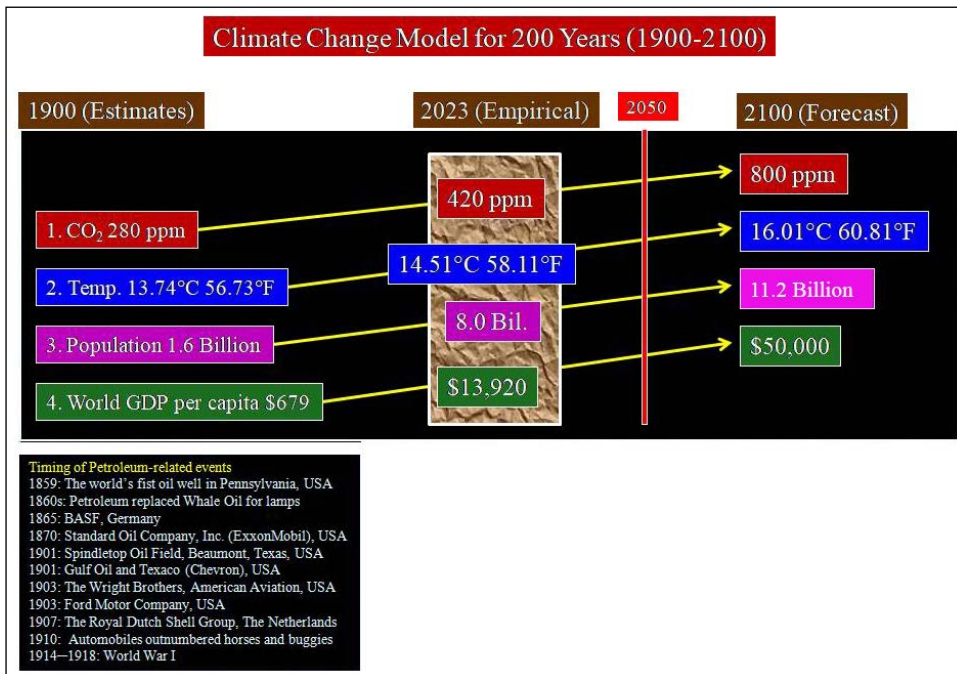 Climate Change Model for 200 Years (1900-2100)
1900 (Estimates)
2023 (Empirical)
2050
2100 (Forecast)
1. CO₂ 280 ppm
420 ppm
800 ppm
2. Temp. 13.74°C 56.73°F
14.51°C 58.11°F
16.01°C 60.81°F
3. Population 1.6 Billion
8.0 Bil.
11.2 Billion
4. World GDP per capita $679
$13,920
$50,000
Timing of Petroleum-related events
1859: The world's fist oil well in Pennsylvania, USA
1860s: Petroleum replaced Whale Oil for lamps
1865: BASF, Germany
1870: Standard Oil Company, Inc. (ExxonMobil), USA
1901: Spindletop Oil Field, Beaumont, Texas, USA
1901: Gulf Oil and Texaco (Chevron), USA
1903: The Wright Brothers, American Aviation, USA
1903: Ford Motor Company, USA
1907: The Royal Dutch Shell Group, The Netherlands
1910: Automobiles outnumbered horses and buggies
1914—1918: World War I